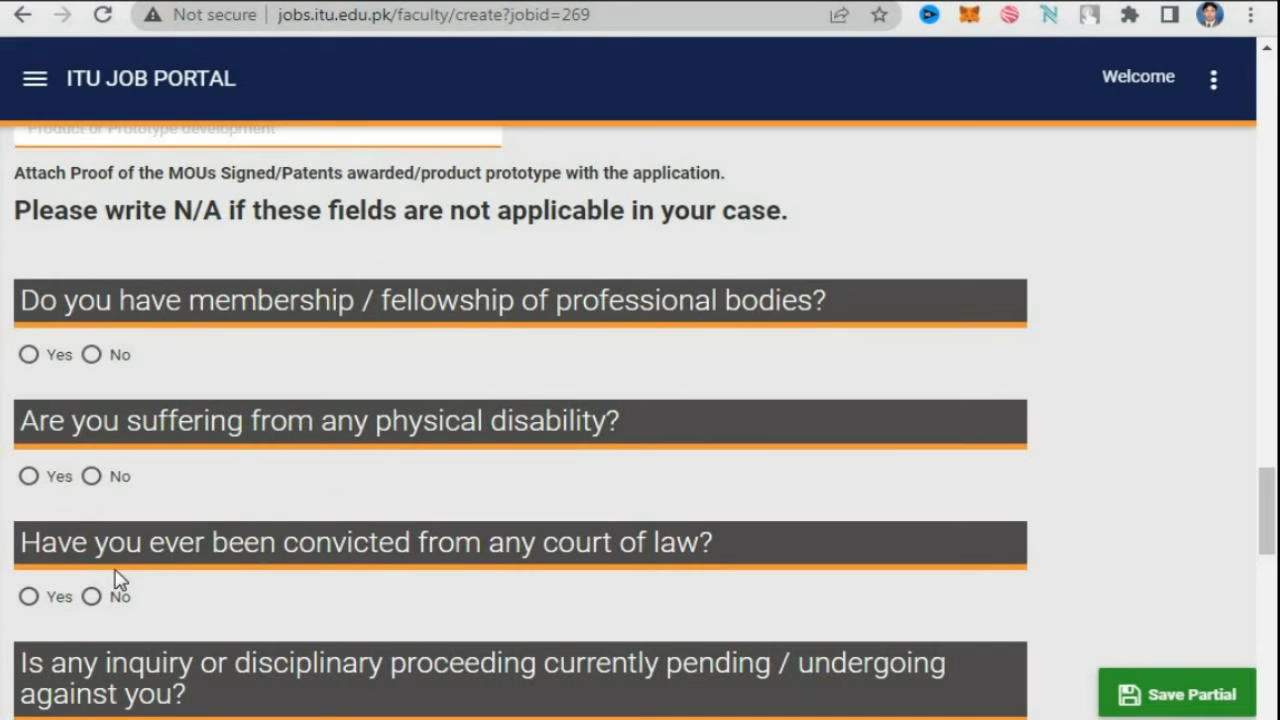 Not secure
jobs.itu.edu.pk/faculty/create?jobid=269
ITU JOB PORTAL
Welcome
Product or Prototype development
Attach Proof of the MOUs Signed/Patents awarded/product prototype with the application.
Please write N/A if these fields are not applicable in your case.
Do you have membership / fellowship of professional bodies?
Yes No
Are you suffering from any physical disability?
Yes No
Have you ever been convicted from any court of law?
Yes No
Is any inquiry or disciplinary proceeding currently pending / undergoing
against you?
Save Partial